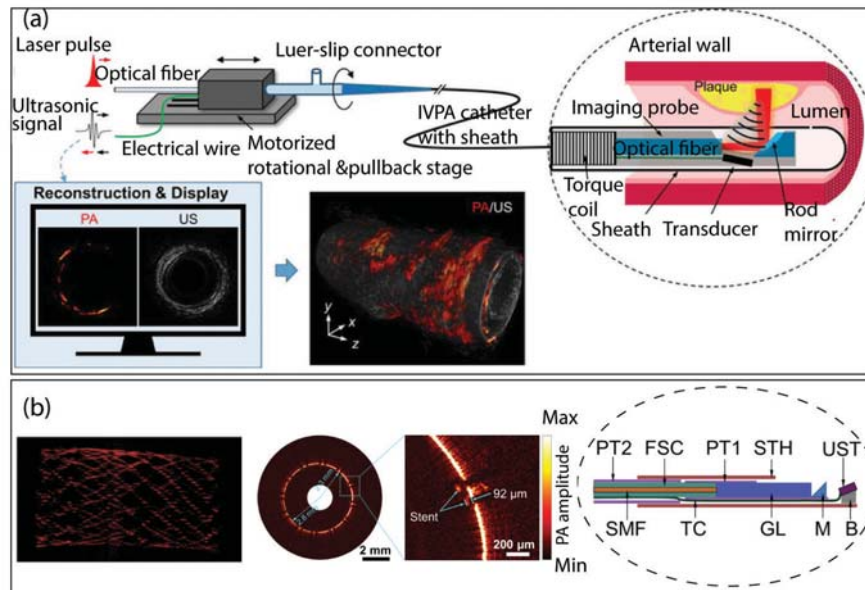 (a)
Laser pulse
Optical fiber
Luer-slip connector
Ultrasonic
signal
Electrical wire
Motorized
rotational &pullback stage
IVPA catheter
with sheath
Arterial wall
Plaque
Imaging probe
Lumen
Optical fiber
Torque
coil
Sheath
Transducer
Rod
mirror
Reconstruction & Display
PA
US
PA/US
y
x
z
(b)
2 mm
Stent
92 μm
200 μm
Max
PA amplitude
Min
PT2 FSC PT1 STH UST
SMF TC GL M B